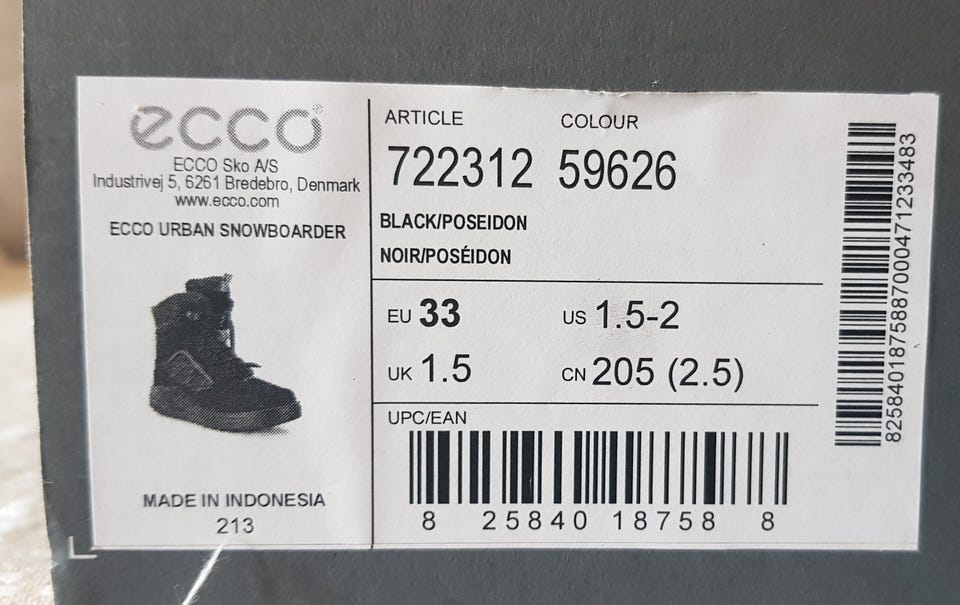 ecco®
ECCO Sko A/S
Industrivej 5, 6261 Bredebro, Denmark
www.ecco.com
ECCO URBAN SNOWBOARDER
MADE IN INDONESIA
213
ARTICLE COLOUR
722312 59626
BLACK/POSEIDON
NOIR/POSÉIDON
EU 33 US 1.5-2
UK 1.5 CN 205 (2.5)
UPC/EAN
8 25840 18758 8
825840187588700047​1233483